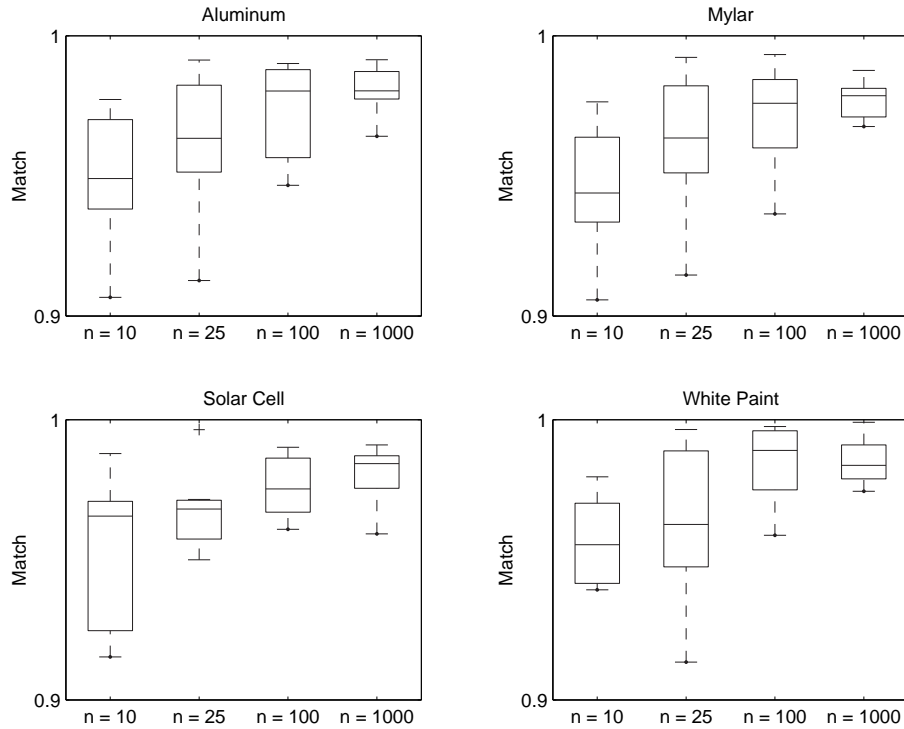 Aluminum
1
Match
0.9
n = 10 n = 25 n = 100 n = 1000
Mylar
1
Match
0.9
n = 10 n = 25 n = 100 n = 1000
Solar Cell
1
Match
0.9
n = 10 n = 25 n = 100 n = 1000
White Paint
1
Match
0.9
n = 10 n = 25 n = 100 n = 1000